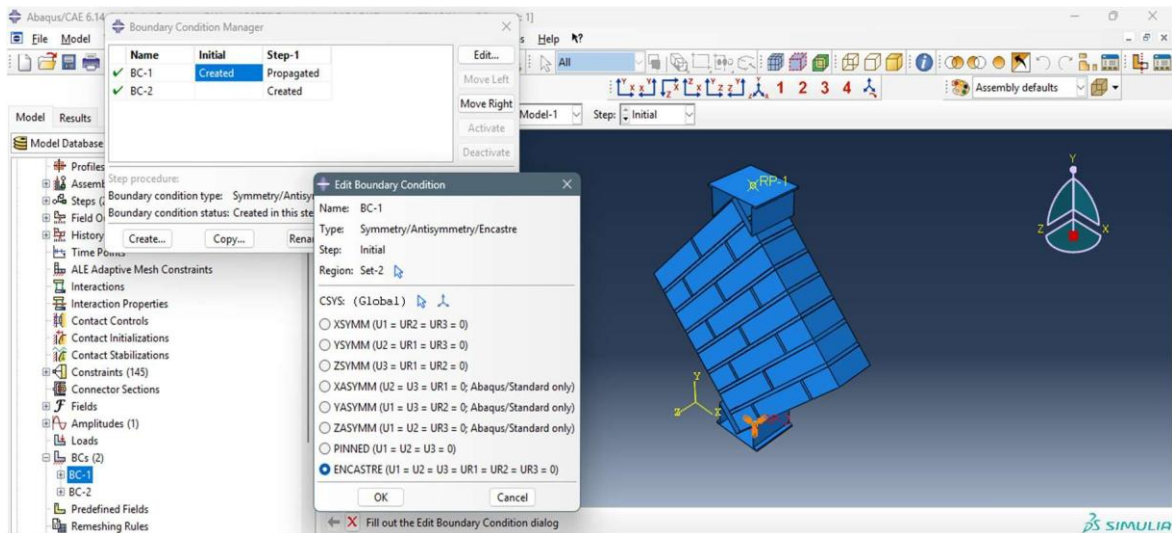 Abaqus/CAE 6.14
Boundary Condition Manager
: 1]
File Model
s Help
Name Initial Step-1
BC-1 Created Propagated
BC-2 Created
Edit...
Move Left
Move Right
Activate
Deactivate
All
1 2 3 4
Assembly defaults
Model Results
Model-1 Step: Initial
Model Database
Profiles
Assemb
Steps (2
Field O
History
Time Points
ALE Adaptive Mesh Constraints
Interactions
Interaction Properties
Contact Controls
Contact Initializations
Contact Stabilizations
Constraints (145)
Connector Sections
Fields
Amplitudes (1)
Loads
BCs (2)
BC-1
BC-2
Predefined Fields
Remeshing Rules
Step procedure:
Boundary condition type: Symmetry/Antisy
Boundary condition status: Created in this ste
Create... Copy... Rena
Edit Boundary Condition
Name: BC-1
Type: Symmetry/Antisymmetry/Encastre
Step: Initial
Region: Set-2
CSYS: (Global)
XSYMM (U1 = UR2 = UR3 = 0)
YSYMM (U2 = UR1 = UR3 = 0)
ZSYMM (U3 = UR1 = UR2 = 0)
XASYMM (U2 = U3 = UR1 = 0; Abaqus/Standard only)
YASYMM (U1 = U3 = UR2 = 0; Abaqus/Standard only)
ZASYMM (U1 = U2 = UR3 = 0; Abaqus/Standard only)
PINNED (U1 = U2 = U3 = 0)
ENCASTRE (U1 = U2 = U3 = UR1 = UR2 = UR3 = 0)
OK Cancel
Fill out the Edit Boundary Condition dialog
RP-1
Y
Z X
Y
Z X
SIMULIA